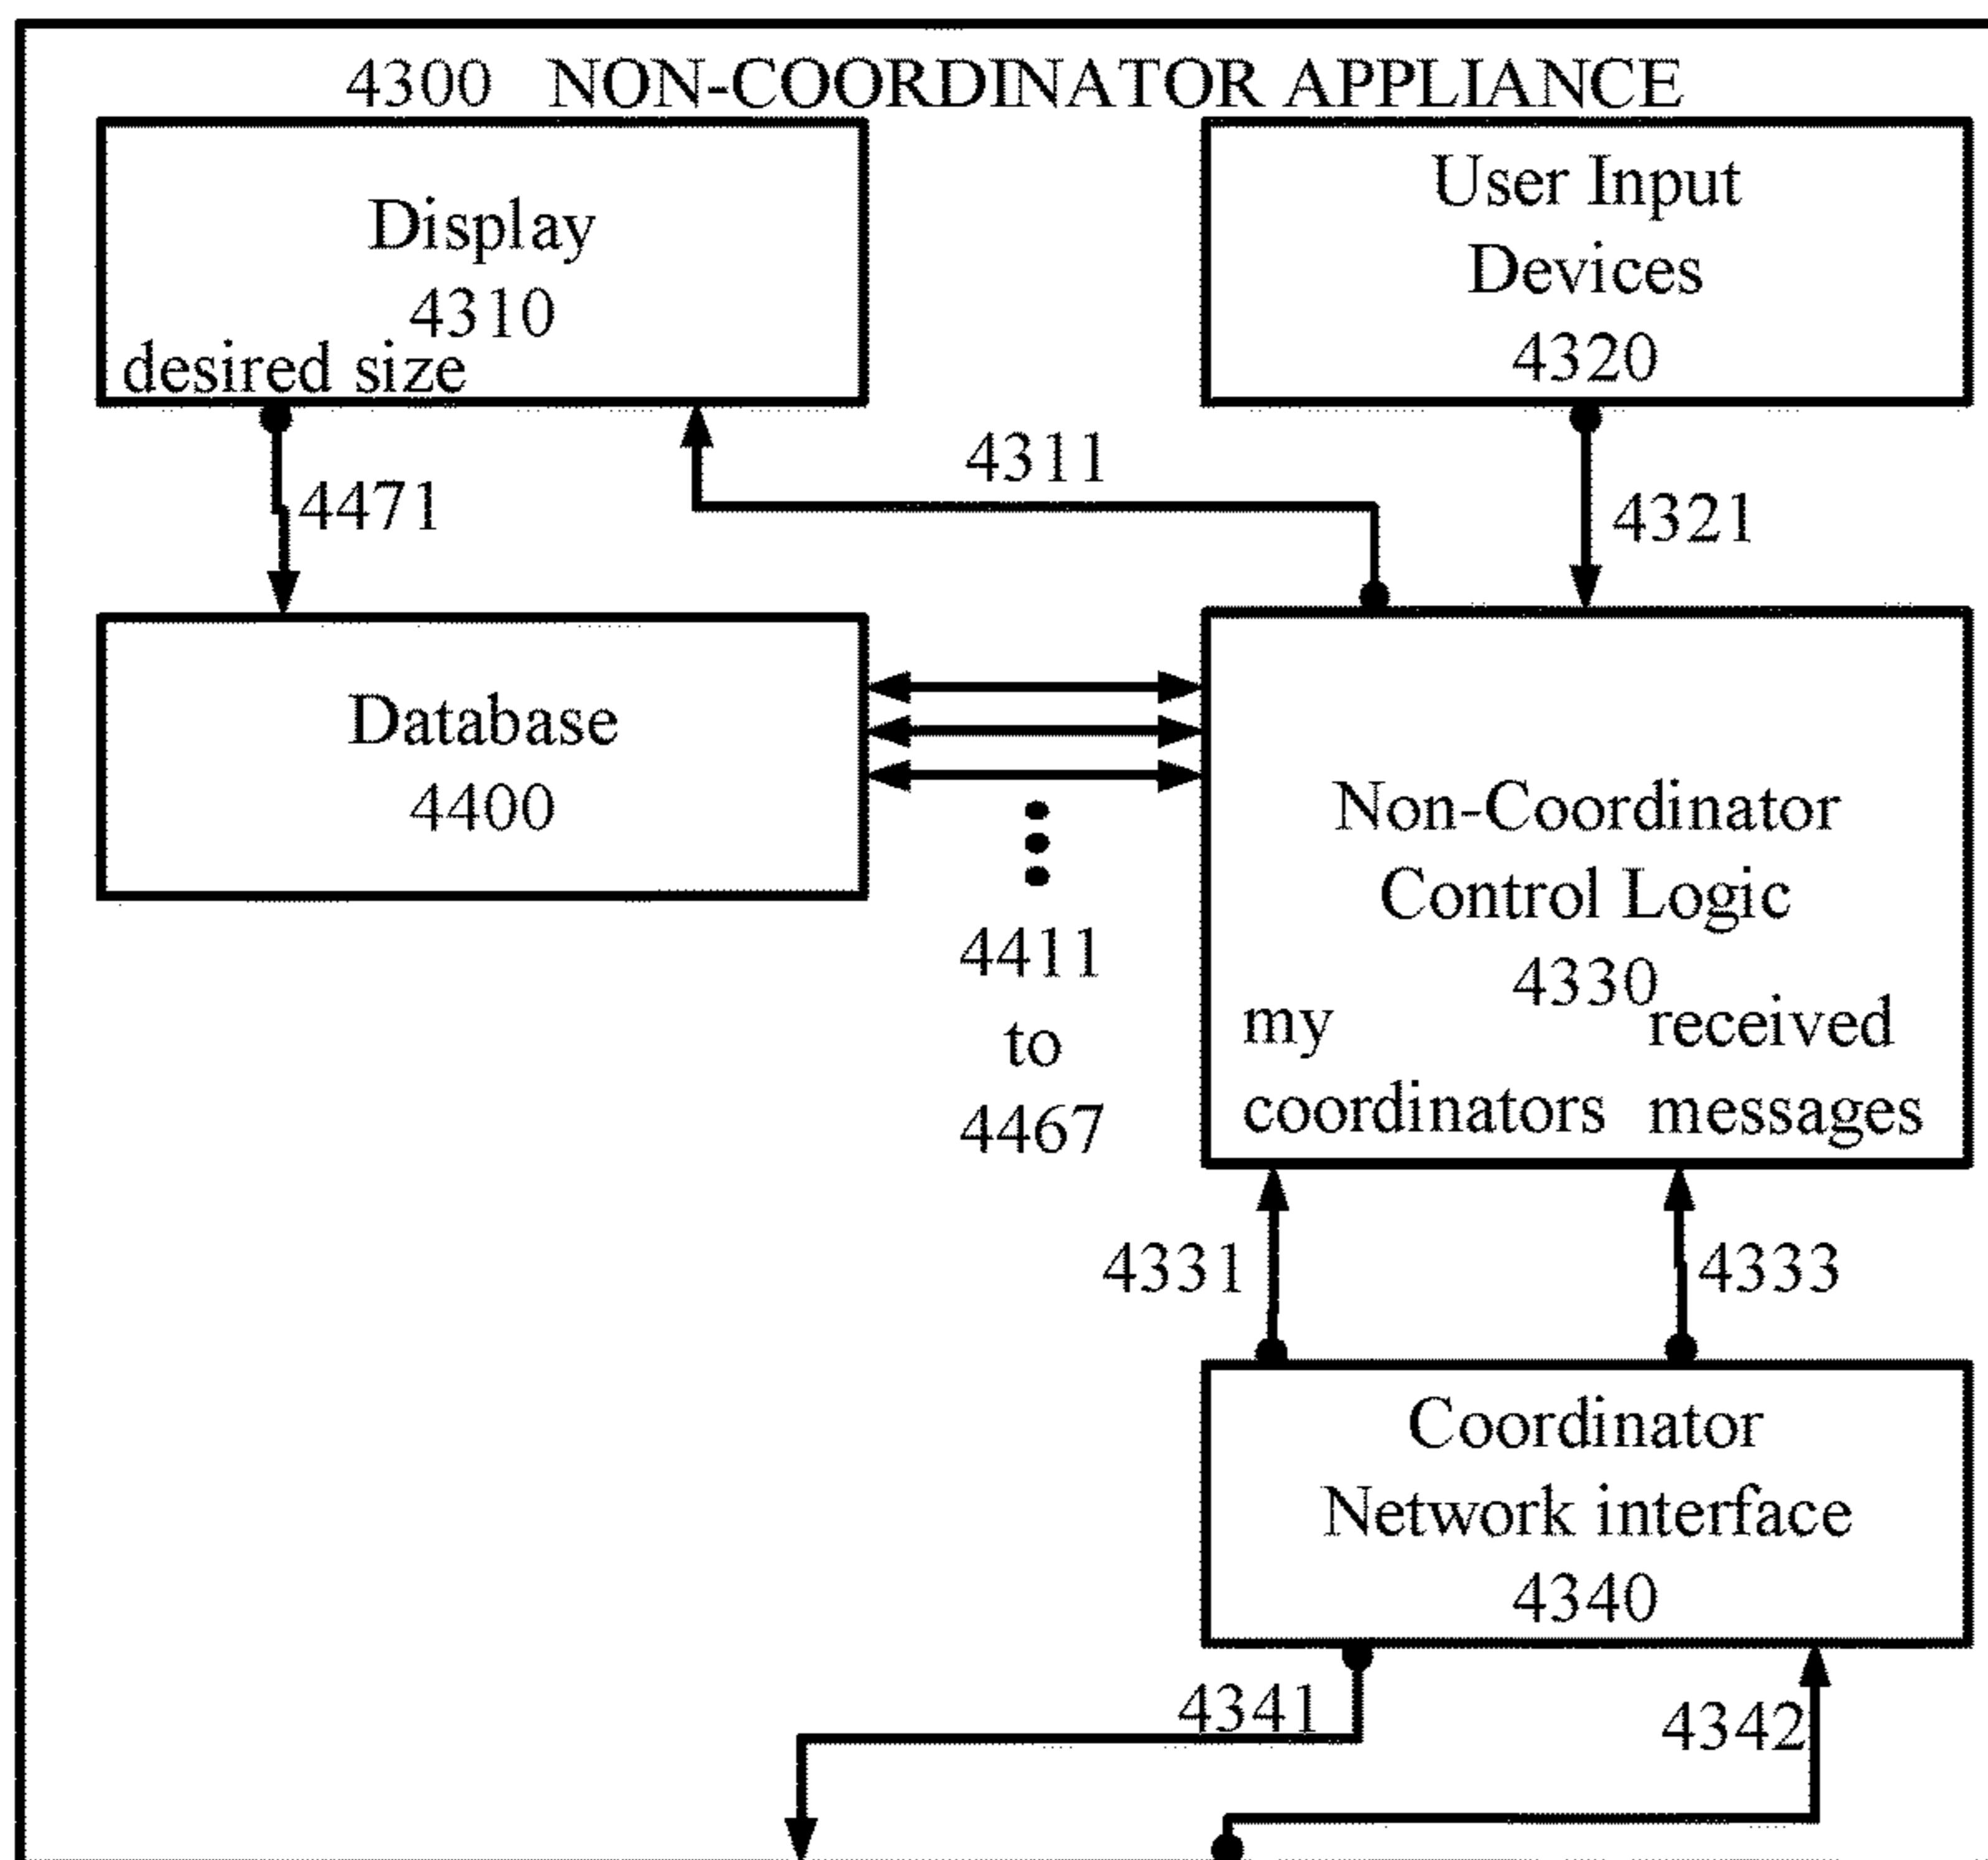 4300 NON-COORDINATOR APPLIANCE
Display
4310
desired size
User Input
Devices
4320
4471
4311
4321
Database
4400
4411
to
4467
Non-Coordinator
Control Logic
4330
my received
coordinators messages
4331
4333
Coordinator
Network interface
4340
4341
4342